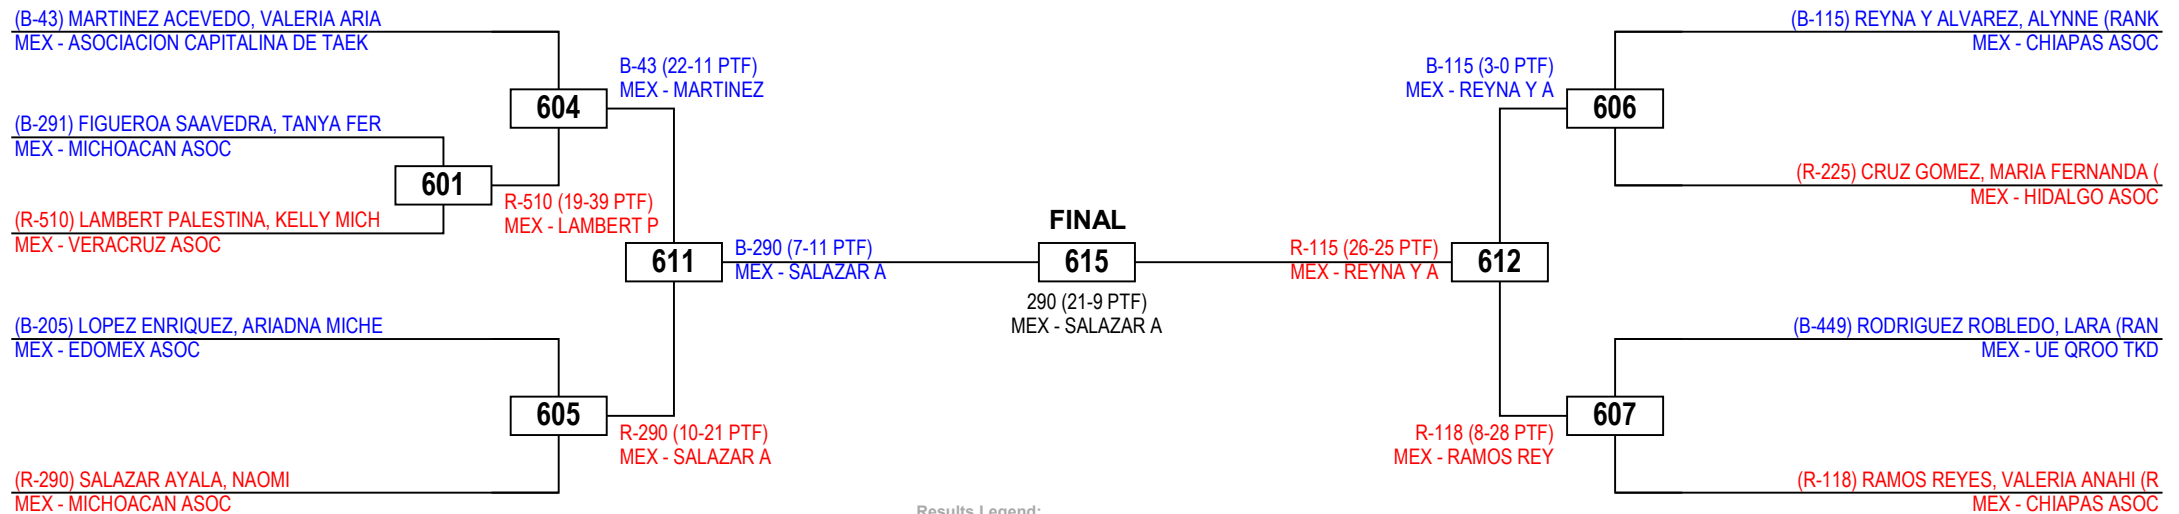 (B-43) MARTINEZ ACEVEDO, VALERIA ARIA
MEX - ASOCIACION CAPITALINA DE TAEK
(B-291) FIGUEROA SAAVEDRA, TANYA FER
MEX - MICHOACAN ASOC
(R-510) LAMBERT PALESTINA, KELLY MICH
MEX - VERACRUZ ASOC
(B-205) LOPEZ ENRIQUEZ, ARIADNA MICHE
MEX - EDOMEX ASOC
(R-290) SALAZAR AYALA, NAOMI
MEX - MICHOACAN ASOC
601
R-510 (19-39 PTF)
MEX - LAMBERT P
604
B-43 (22-11 PTF)
MEX - MARTINEZ
605
R-290 (10-21 PTF)
MEX - SALAZAR A
611
B-290 (7-11 PTF)
MEX - SALAZAR A
FINAL
615
290 (21-9 PTF)
MEX - SALAZAR A
R-115 (26-25 PTF)
MEX - REYNA Y A
612
B-115 (3-0 PTF)
MEX - REYNA Y A
606
R-118 (8-28 PTF)
MEX - RAMOS REY
607
(B-115) REYNA Y ALVAREZ, ALYNNE (RANK
MEX - CHIAPAS ASOC
(R-225) CRUZ GOMEZ, MARIA FERNANDA (
MEX - HIDALGO ASOC
(B-449) RODRIGUEZ ROBLEDO, LARA (RAN
MEX - UE QROO TKD
(R-118) RAMOS REYES, VALERIA ANAHI (R
MEX - CHIAPAS ASOC
Results Legend: